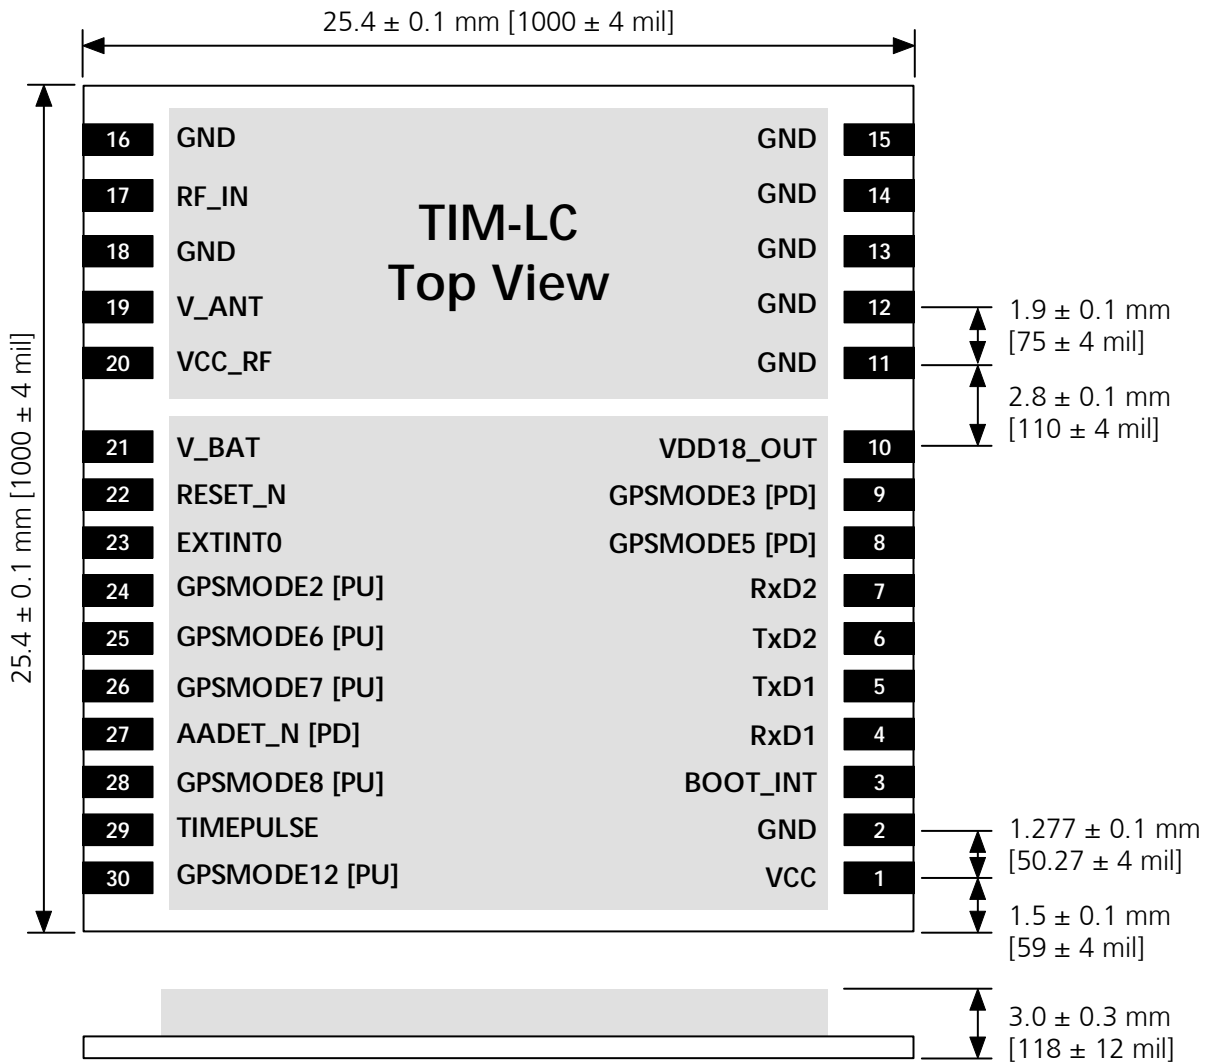 25.4 ± 0.1 mm [1000 ± 4 mil]
25.4 ± 0.1 mm [1000 ± 4 mil]
TIM-LC
Top View
16 GND GND 15
17 RF_IN GND 14
18 GND GND 13
19 V_ANT GND 12
20 VCC_RF GND 11
21 V_BAT VDD18_OUT 10
22 RESET_N GPSMODE3 [PD] 9
23 EXTINT0 GPSMODE5 [PD] 8
24 GPSMODE2 [PU] RxD2 7
25 GPSMODE6 [PU] TxD2 6
26 GPSMODE7 [PU] TxD1 5
27 AADET_N [PD] RxD1 4
28 GPSMODE8 [PU] BOOT_INT 3
29 TIMEPULSE GND 2
30 GPSMODE12 [PU] VCC 1
1.9 ± 0.1 mm
[75 ± 4 mil]
2.8 ± 0.1 mm
[110 ± 4 mil]
1.277 ± 0.1 mm
[50.27 ± 4 mil]
1.5 ± 0.1 mm
[59 ± 4 mil]
3.0 ± 0.3 mm
[118 ± 12 mil]